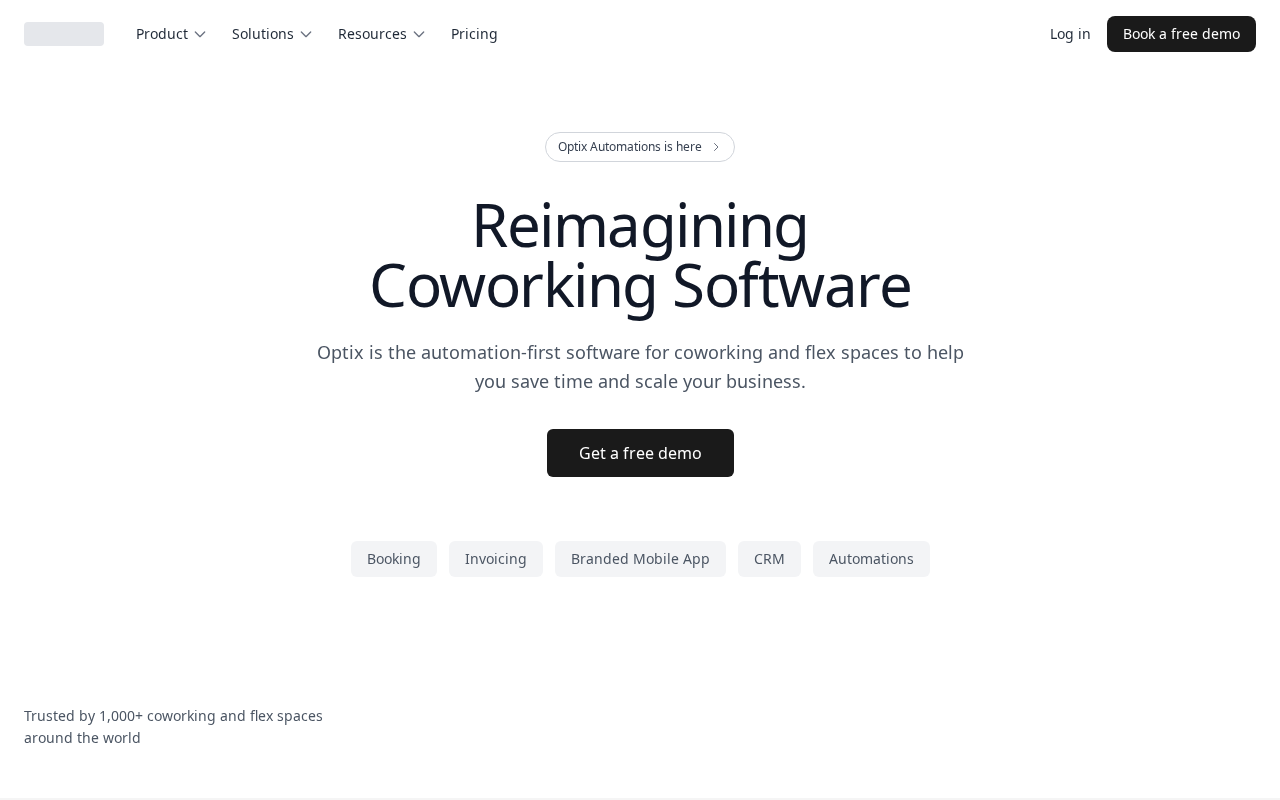 Product
Solutions
Resources
Pricing
Log in
Book a free demo
Optix Automations is here
Reimagining
Coworking Software
Optix is the automation-first software for coworking and flex spaces to help
you save time and scale your business.
Get a free demo
Booking
Invoicing
Branded Mobile App
CRM
Automations
Trusted by 1,000+ coworking and flex spaces
around the world